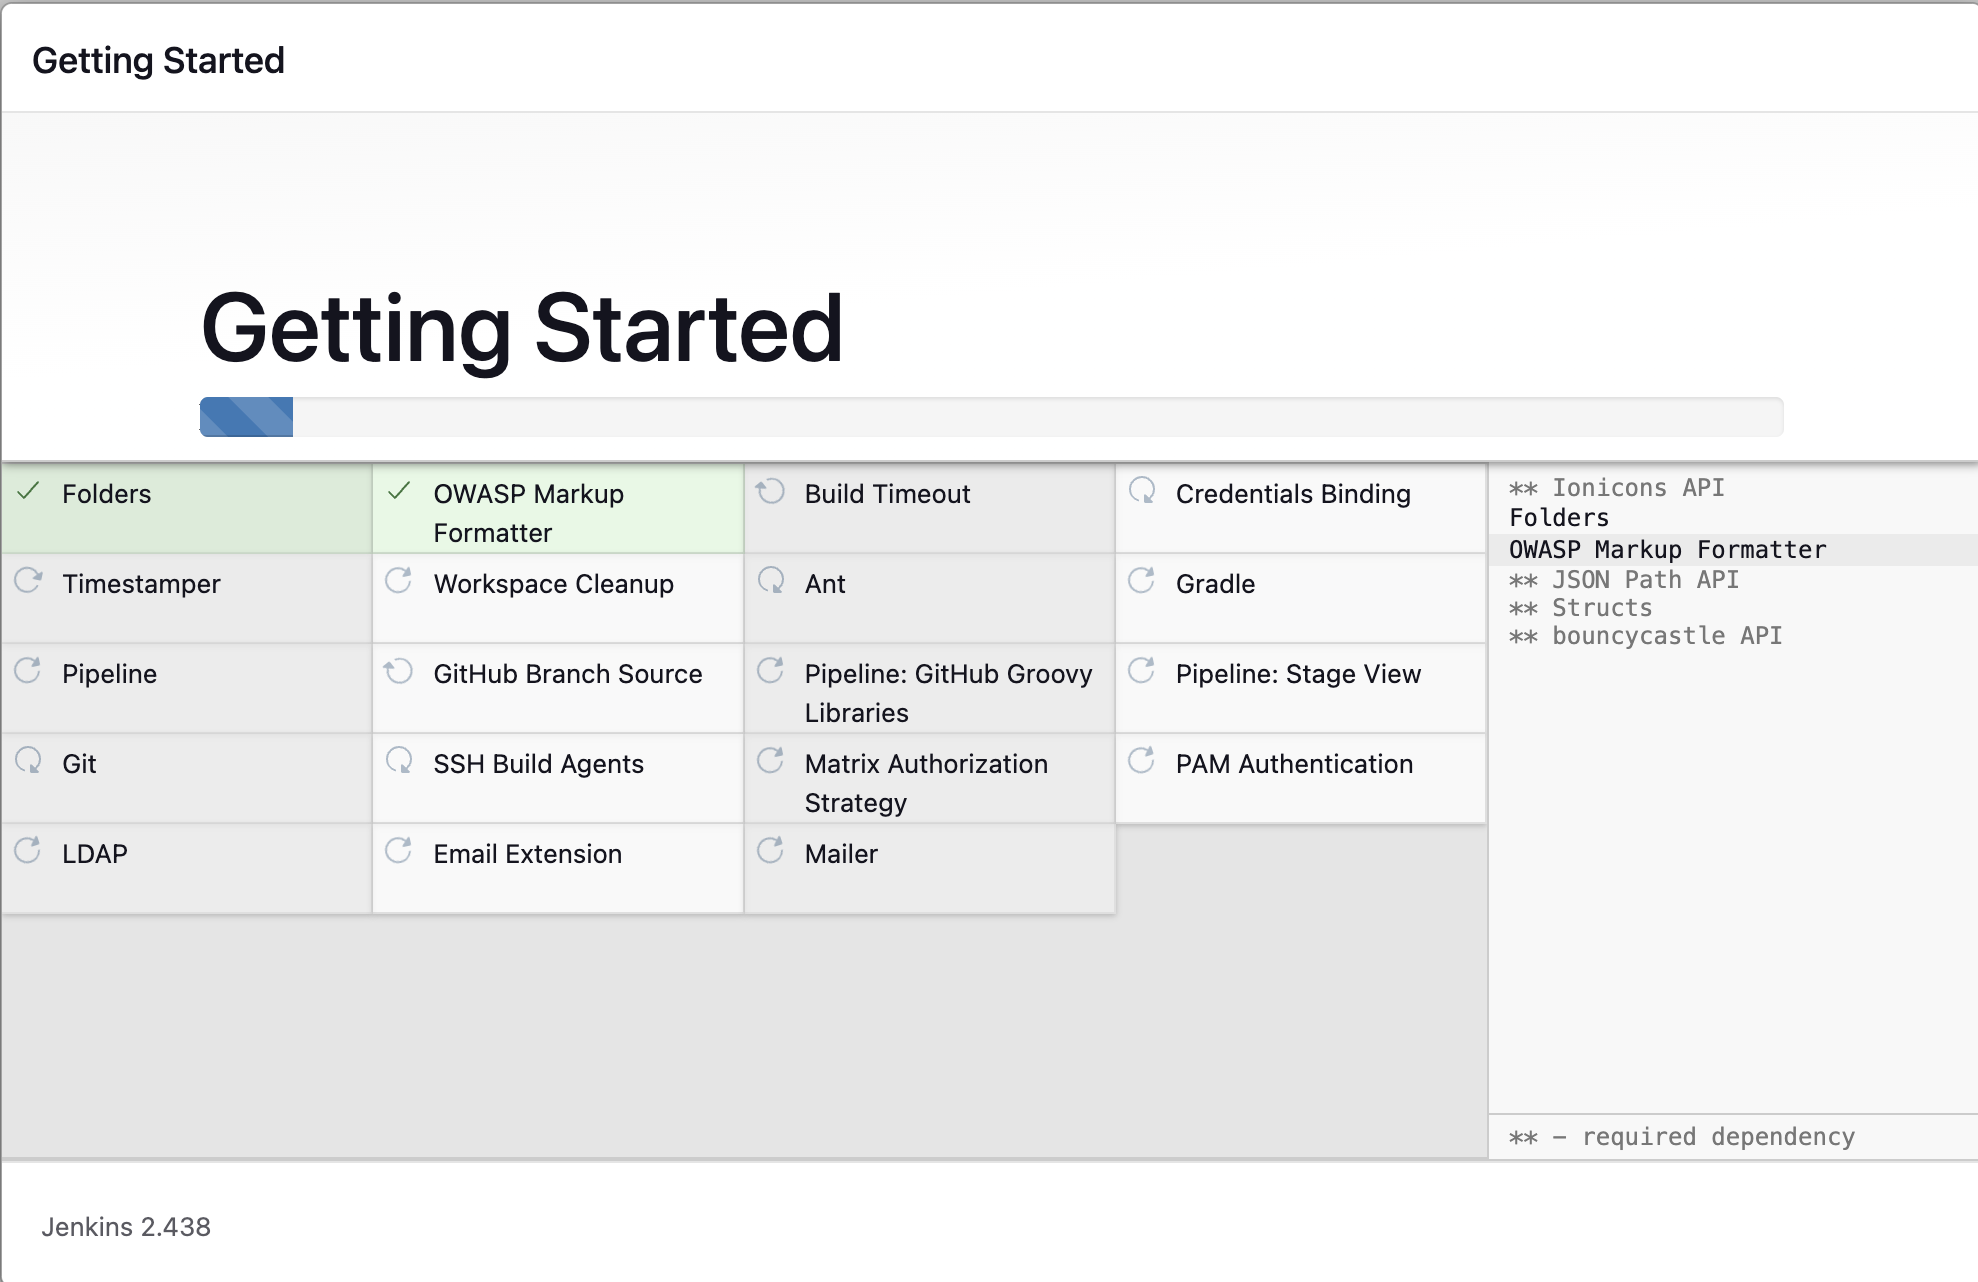 Getting Started
Getting Started
Folders
OWASP Markup
Formatter
Build Timeout
Credentials Binding
Timestamper
Workspace Cleanup
Ant
Gradle
Pipeline
GitHub Branch Source
Pipeline: GitHub Groovy
Libraries
Pipeline: Stage View
Git
SSH Build Agents
Matrix Authorization
Strategy
PAM Authentication
LDAP
Email Extension
Mailer
** Ionicons API
Folders
OWASP Markup Formatter
** JSON Path API
** Structs
** bouncycastle API
** – required dependency
Jenkins 2.438